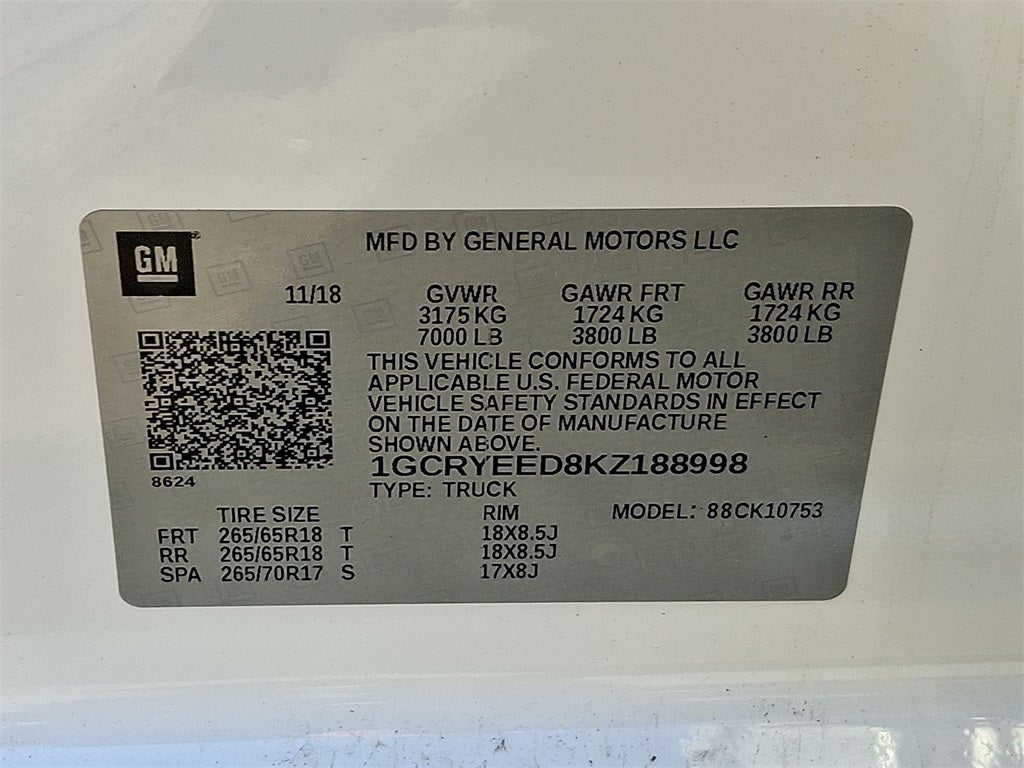 GM
MFD BY GENERAL MOTORS LLC
11/18 GVWR GAWR FRT GAWR RR
3175 KG 1724 KG 1724 KG
7000 LB 3800 LB 3800 LB
THIS VEHICLE CONFORMS TO ALL
APPLICABLE U.S. FEDERAL MOTOR
VEHICLE SAFETY STANDARDS IN EFFECT
ON THE DATE OF MANUFACTURE
SHOWN ABOVE.
1GCRYEED8KZ188998
8624
TYPE: TRUCK
TIRE SIZE RIM MODEL: 88CK10753
FRT 265/65R18 T 18X8.5J
RR 265/65R18 T 18X8.5J
SPA 265/70R17 S 17X8J